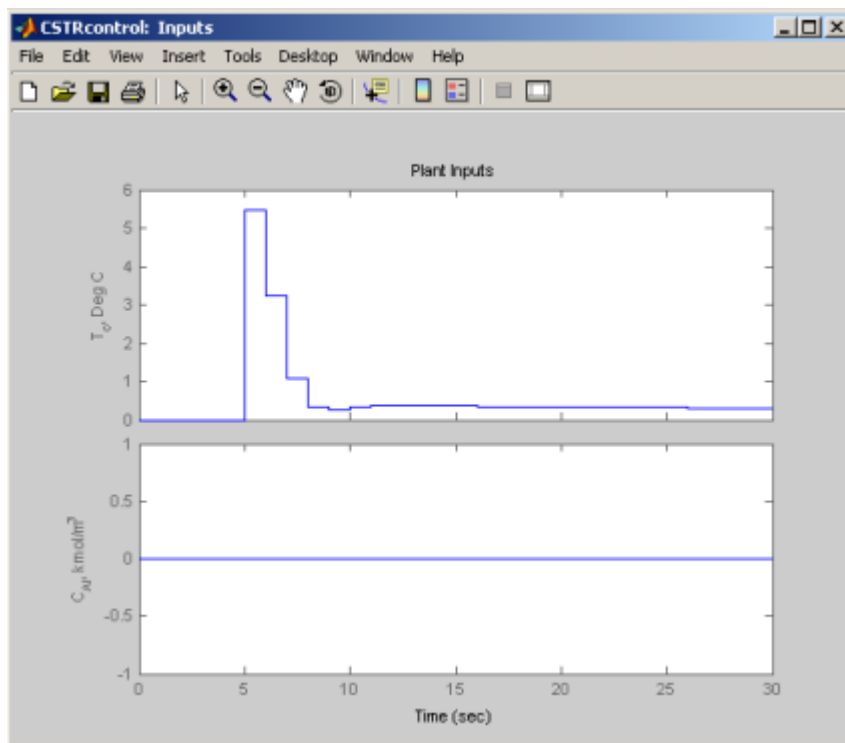 CSTRcontrol: Inputs
File Edit View Insert Tools Desktop Window Help
Plant Inputs
6
5
4
3
2
1
0
T_c, Deg C
1
0.5
0
-0.5
-1
C_Ai, kmol/m³
0 5 10 15 20 25 30
Time (sec)